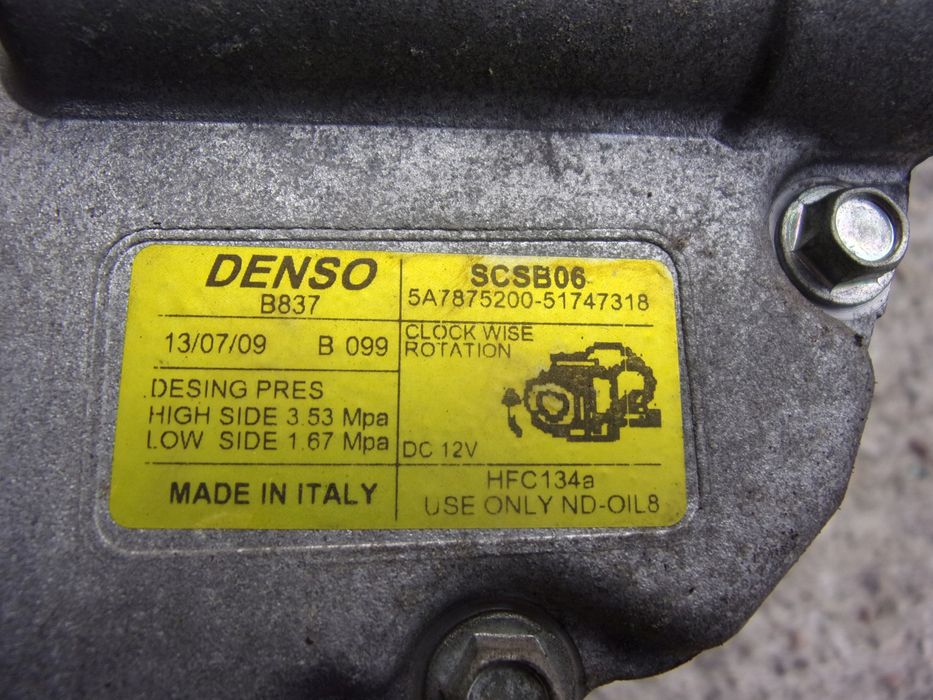 DENSO
B837
SCSB06
5A7875200-51747318
13/07/09 B 099
CLOCK WISE
ROTATION
DESING PRES
HIGH SIDE 3.53 Mpa
LOW SIDE 1.67 Mpa
DC 12V
MADE IN ITALY
HFC134a
USE ONLY ND-OIL8